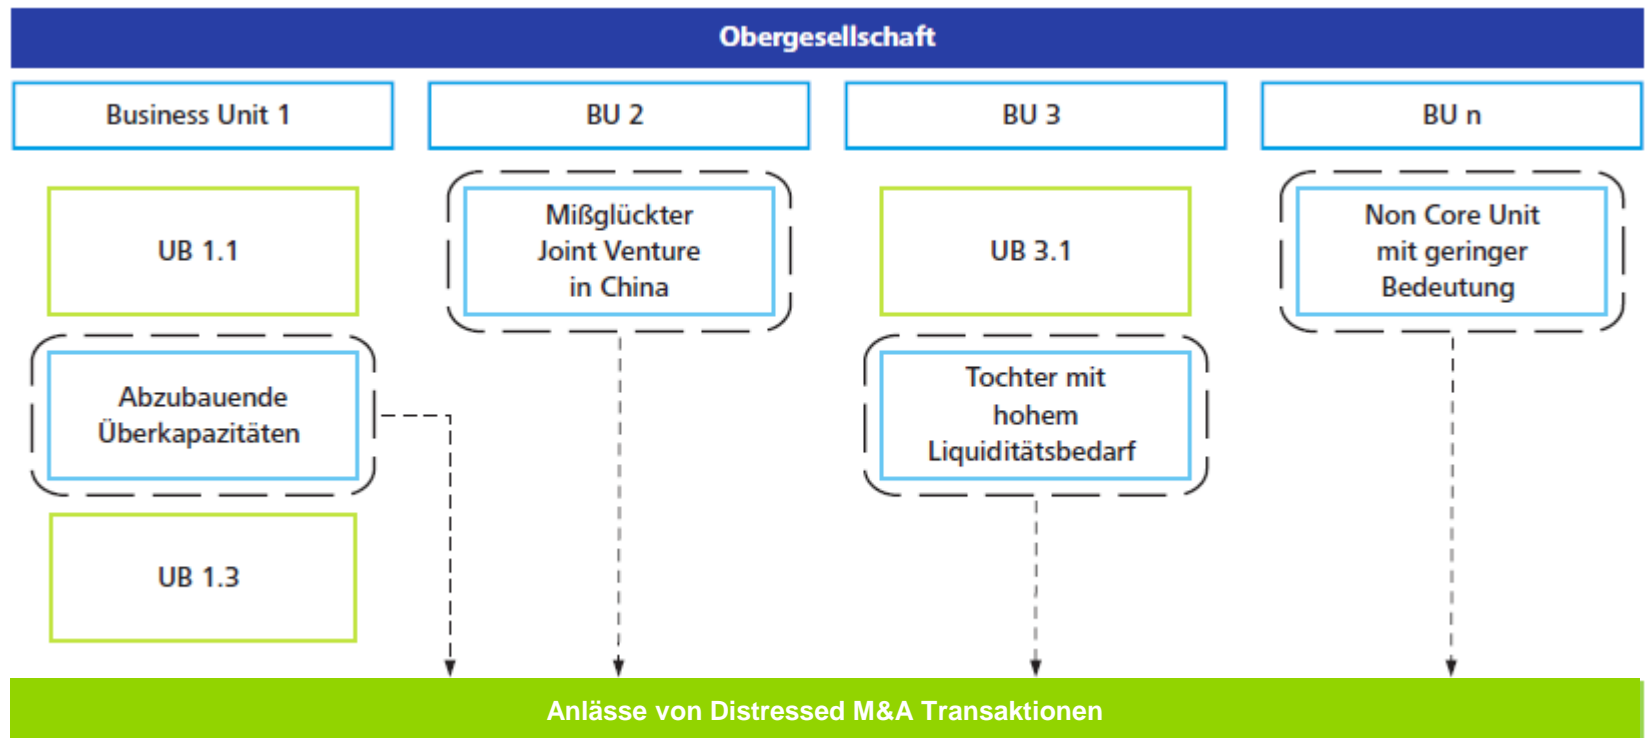 Obergesellschaft
Business Unit 1
BU 2
BU 3
BU n
UB 1.1
Mißglückter
Joint Venture
in China
UB 3.1
Non Core Unit
mit geringer
Bedeutung
Abzubauende
Überkapazitäten
Tochter mit
hohem
Liquiditätsbedarf
UB 1.3
Anlässe von Distressed M&A Transaktionen